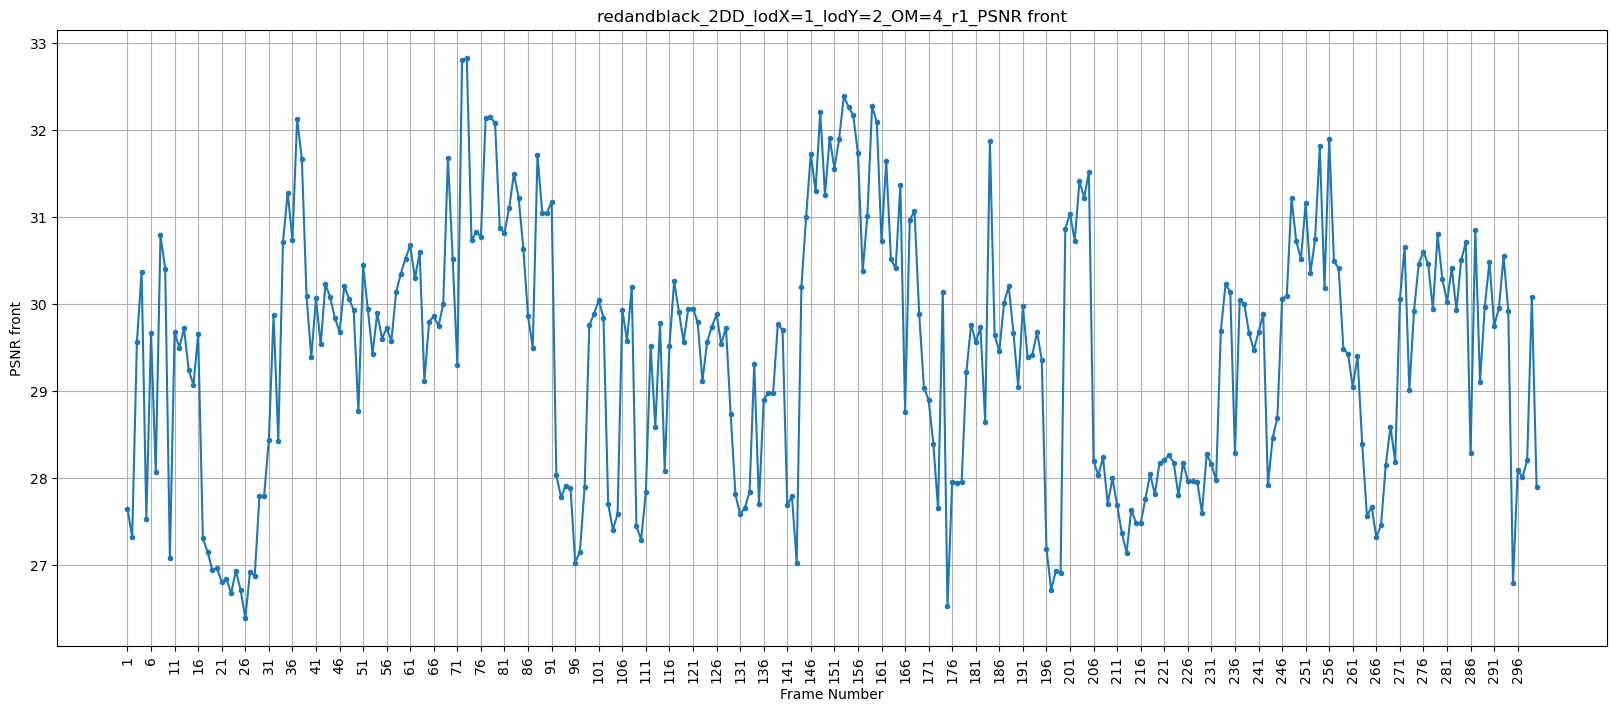 redandblack_2DD_lodX=1_lodY=2_OM=4_r1_PSNR front
PSNR front
33
32
31
30
29
28
27
1 6 11 16 21 26 31 36 41 46 51 56 61 66 71 76 81 86 91 96 101 106 111 116 121 126 131 136 141 146 151 156 161 166 171 176 181 186 191 196 201 206 211 216 221 226 231 236 241 246 251 256 261 266 271 276 281 286 291 296
Frame Number